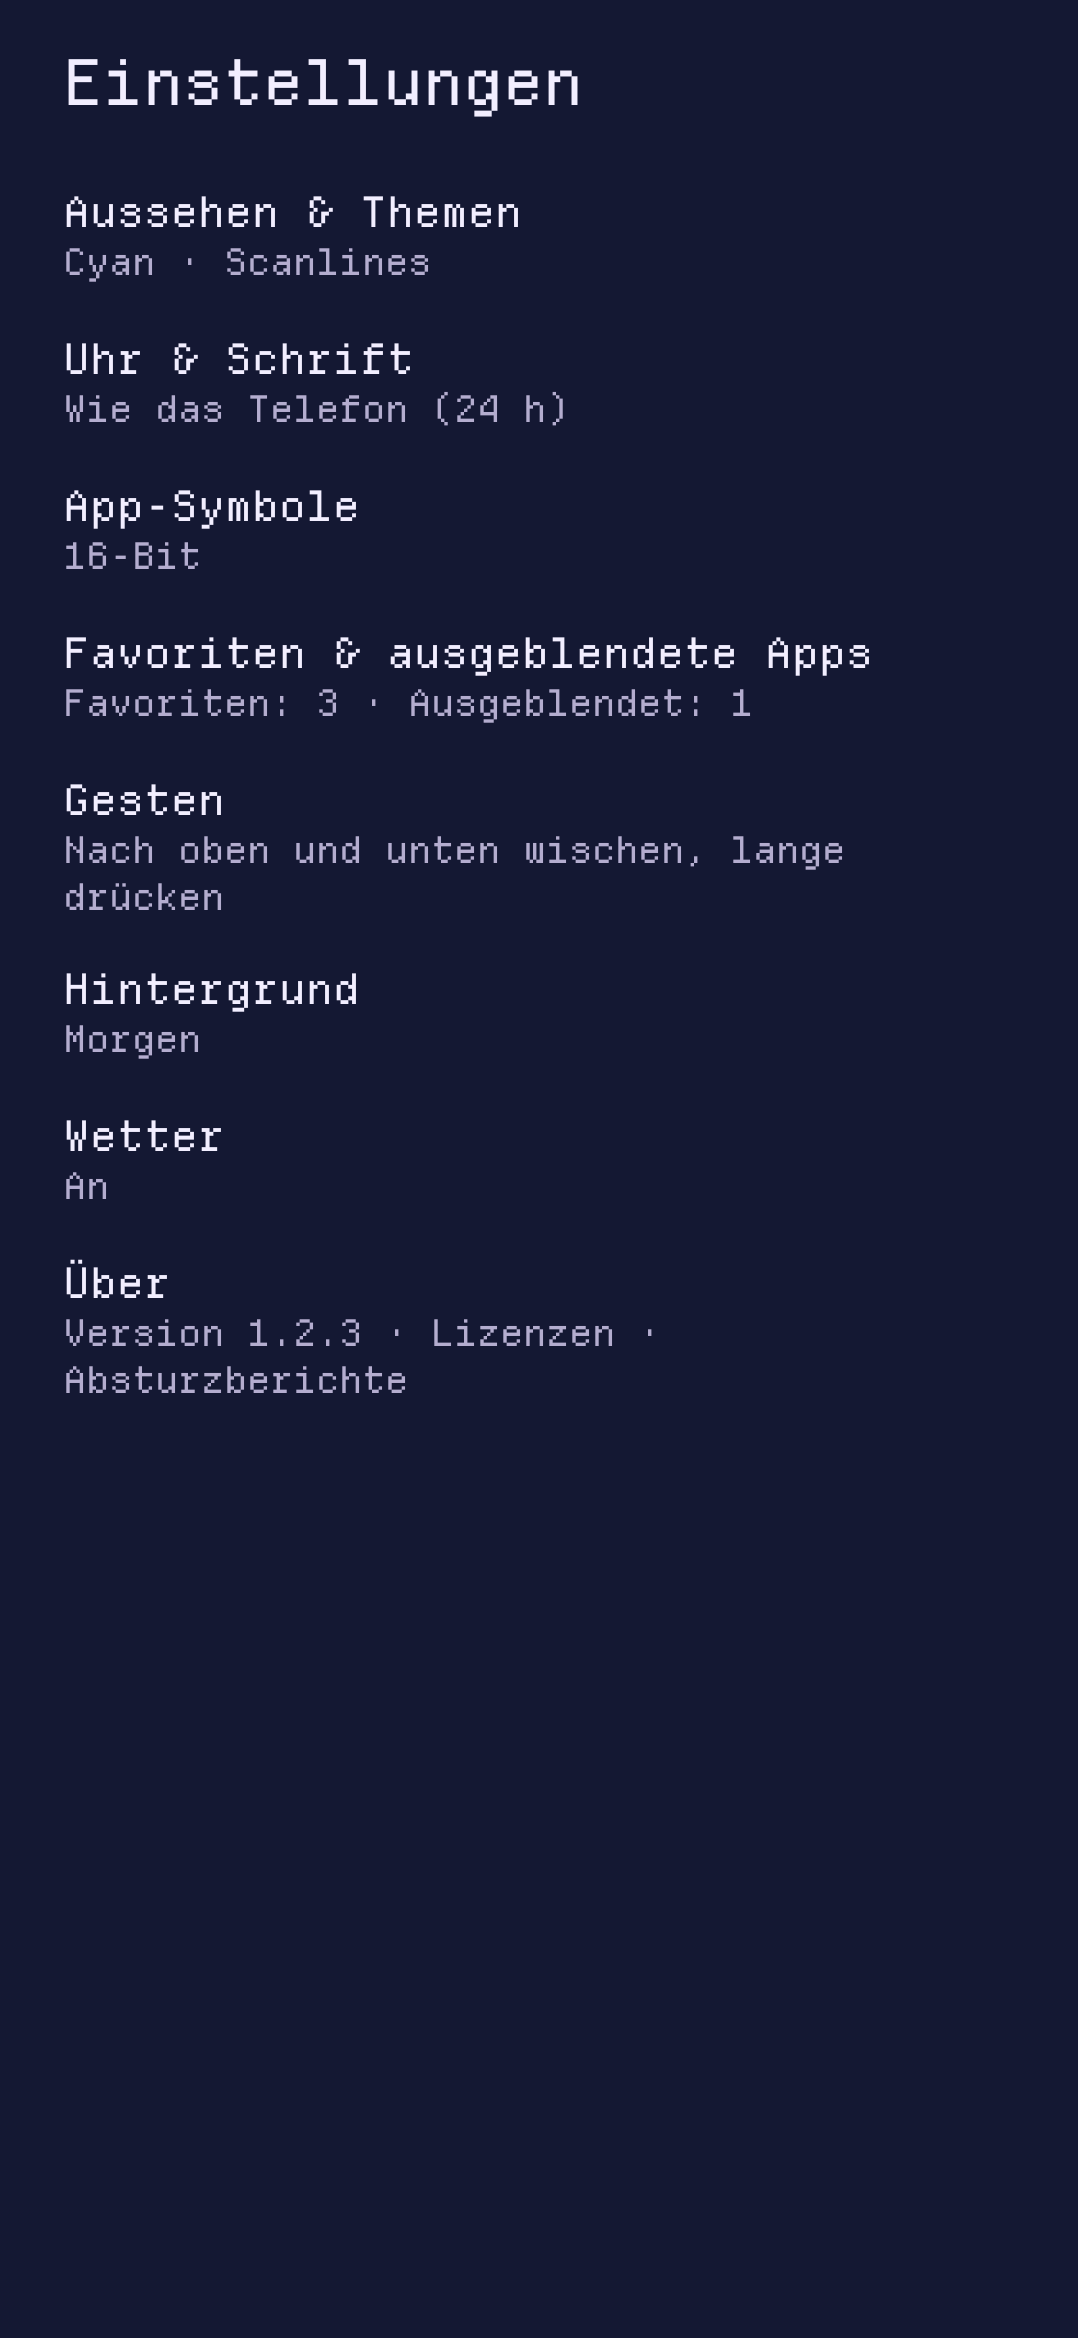 Einstellungen
Aussehen & Themen
Cyan · Scanlines
Uhr & Schrift
Wie das Telefon (24 h)
App-Symbole
16-Bit
Favoriten & ausgeblendete Apps
Favoriten: 3 · Ausgeblendet: 1
Gesten
Nach oben und unten wischen, lange
drücken
Hintergrund
Morgen
Wetter
An
Über
Version 1.2.3 · Lizenzen ·
Absturzberichte